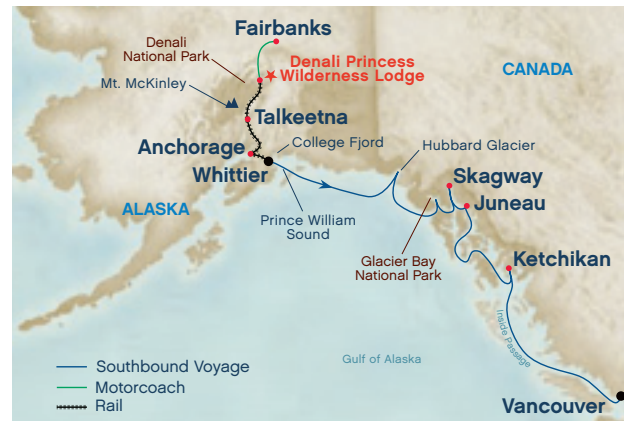 Fairbanks
Denali
National Park
Denali Princess
Wilderness Lodge
CANADA
Mt. McKinley
Talkeetna
College Fjord
Hubbard Glacier
Anchorage
Whittier
Skagway
Juneau
ALASKA
Prince William
Sound
Glacier Bay
National Park
Ketchikan
Inside Passage
Gulf of Alaska
Southbound Voyage
Motorcoach
Rail
Vancouver